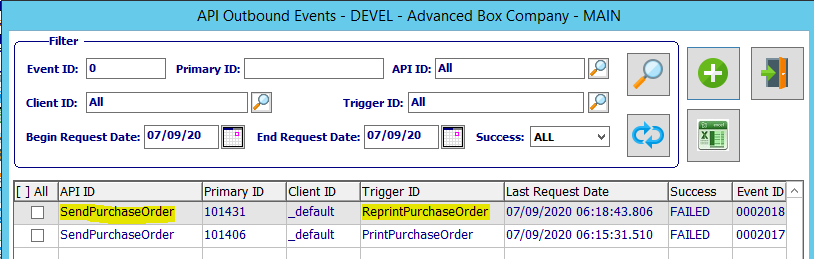 API Outbound Events - DEVEL - Advanced Box Company - MAIN
Filter
Event ID: 0 Primary ID: API ID: All
Client ID: All Trigger ID: All
Begin Request Date: 07/09/20 End Request Date: 07/09/20 Success: ALL
[ ] All API ID Primary ID Client ID Trigger ID Last Request Date Success Event ID
SendPurchaseOrder 101431 _default ReprintPurchaseOrder 07/09/2020 06:18:43.806 FAILED 0002018
SendPurchaseOrder 101406 _default PrintPurchaseOrder 07/09/2020 06:15:31.510 FAILED 0002017